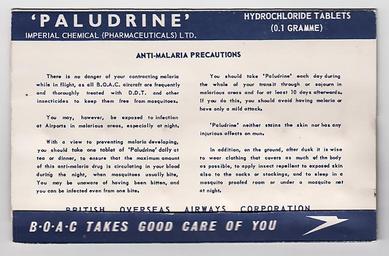 'PALUDRINE'
HYDROCHLORIDE TABLETS
IMPERIAL CHEMICAL (PHARMACEUTICALS) LTD.
(0.1 GRAMME)
ANTI-MALARIA PRECAUTIONS
There is no danger of your contracting malaria
while in flight, as all B.O.A.C. aircraft are frequently
and thoroughly treated with D.D.T. and other
insecticides to keep them free from mosquitoes.
You may, however, be exposed to infection
at Airports in malarious areas, especially at night.
With a view to preventing malaria developing,
you should take one tablet of "Paludrine" daily at
tea or dinner, to ensure that the maximum amount
of this anti-malarial drug is circulating in your blood
during the night, when mosquitoes usually bite.
You may be unaware of having been bitten, and
you can be infected even from one bite.
You should take 'Paludrine' each day during
the whole of your transit through or sojourn in
malarious areas and for at least 10 days afterwards.
If you do this, you should avoid having malaria or
have only a mild attack.
'Paludrine' neither stains the skin nor has any
injurious effects on man.
In addition, on the ground, after dusk it is wise
to wear clothing that covers as much of the body
as possible, to apply insect repellent to exposed skin
also to the socks or stockings, and to sleep in a
mosquito proofed room or under a mosquito net
at night.
BRITISH OVERSEAS AIRWAYS CORPORATION
B·O·A·C TAKES GOOD CARE OF YOU